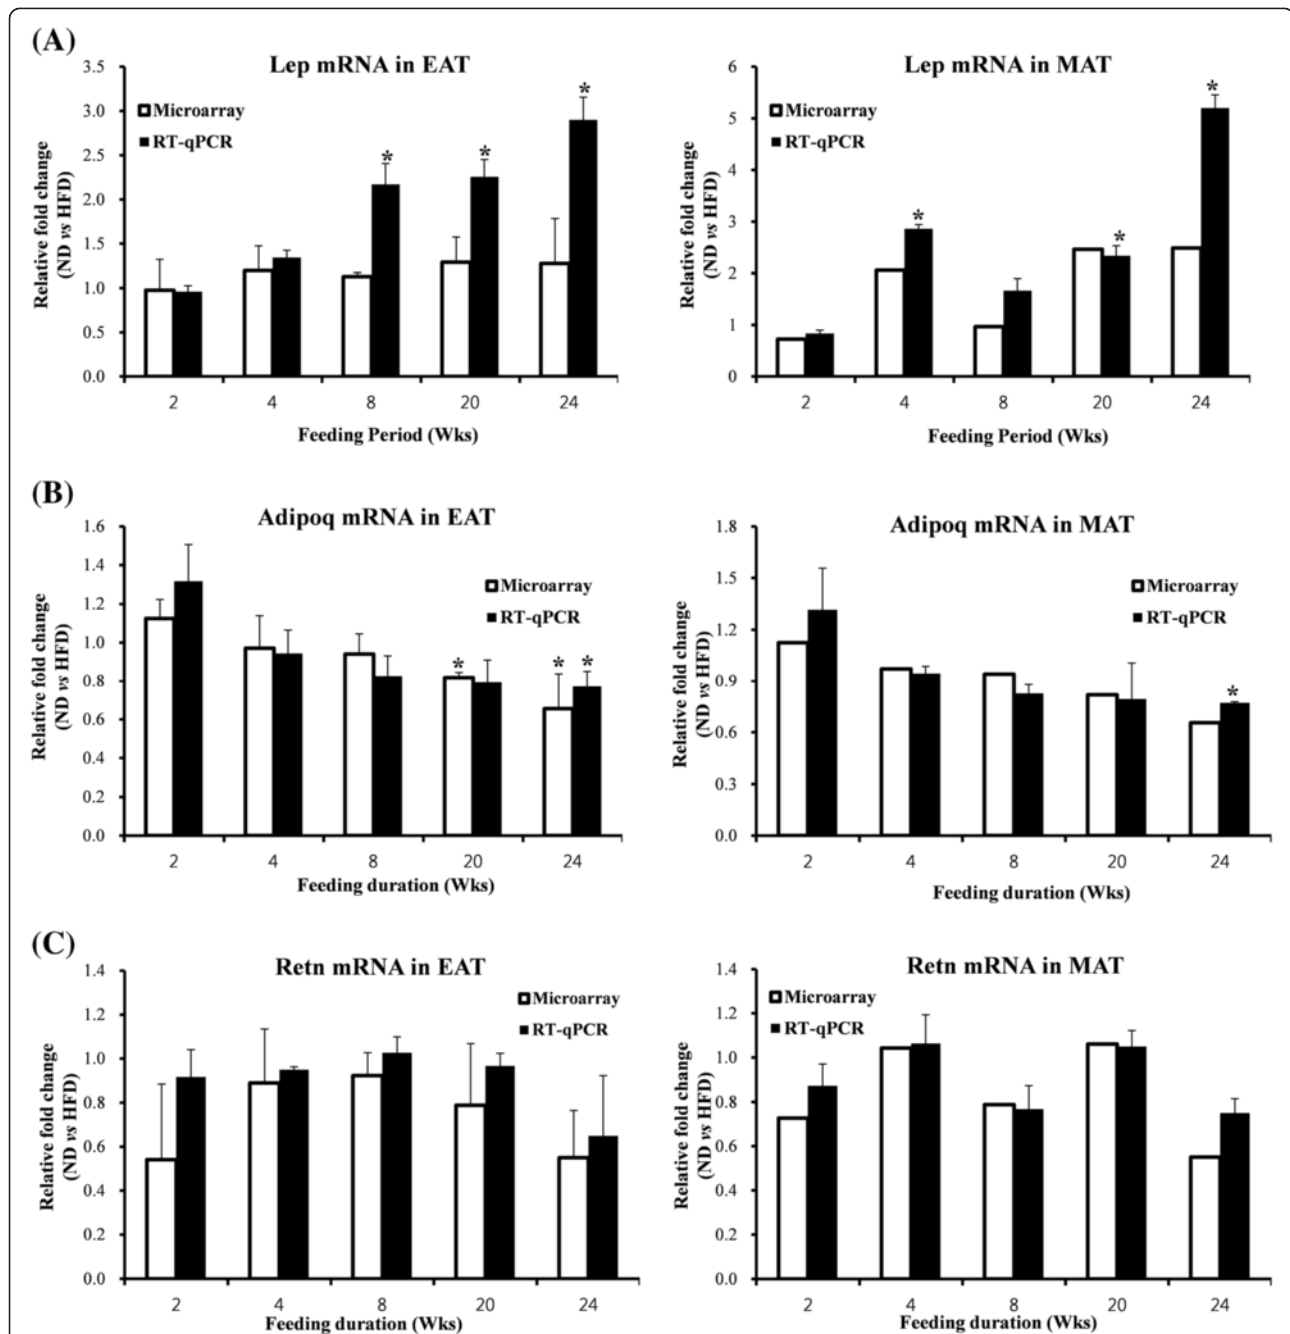 (A)
Lep mRNA in EAT
Relative fold change
(ND vs HFD)
3.5
3.0
2.5
2.0
1.5
1.0
0.5
0.0
Microarray
RT-qPCR
*
*
*
2 4 8 20 24
Feeding Period (Wks)
Lep mRNA in MAT
Relative fold change
(ND vs HFD)
6
5
4
3
2
1
0
Microarray
RT-qPCR
*
*
*
2 4 8 20 24
Feeding Period (Wks)
(B)
Adipoq mRNA in EAT
Relative fold change
(ND vs HFD)
1.6
1.4
1.2
1.0
0.8
0.6
0.4
0.2
0.0
Microarray
RT-qPCR
* * *
2 4 8 20 24
Feeding duration (Wks)
Adipoq mRNA in MAT
Relative fold change
(ND vs HFD)
1.8
1.5
1.2
0.9
0.6
0.3
0.0
Microarray
RT-qPCR
*
2 4 8 20 24
Feeding duration (Wks)
(C)
Retn mRNA in EAT
Relative fold change
(ND vs HFD)
1.4
1.2
1.0
0.8
0.6
0.4
0.2
0.0
Microarray
RT-qPCR
2 4 8 20 24
Feeding duration (Wks)
Retn mRNA in MAT
Relative fold change
(ND vs HFD)
1.4
1.2
1.0
0.8
0.6
0.4
0.2
0.0
Microarray
RT-qPCR
2 4 8 20 24
Feeding duration (Wks)